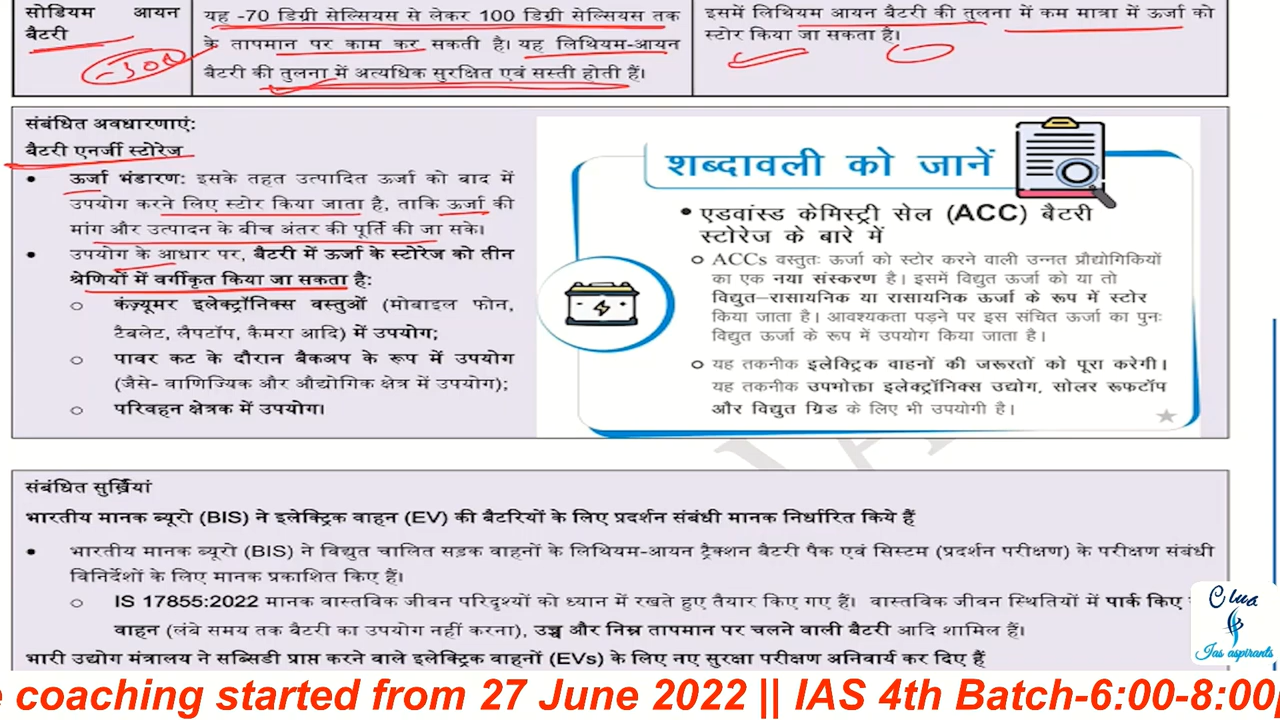 सोडियम आयन
बैटरी
यह -70 डिग्री सेल्सियस से लेकर 100 डिग्री सेल्सियस तक
के तापमान पर काम कर सकती है। यह लिथियम-आयन
बैटरी की तुलना में अत्यधिक सुरक्षित एवं सस्ती होती हैं।
इसमें लिथियम आयन बैटरी की तुलना में कम मात्रा में ऊर्जा को
स्टोर किया जा सकता है।
संबंधित अवधारणाएं:
बैटरी एनर्जी स्टोरेज
• ऊर्जा भंडारण: इसके तहत उत्पादित ऊर्जा को बाद में
उपयोग करने लिए स्टोर किया जाता है, ताकि ऊर्जा की
मांग और उत्पादन के बीच अंतर की पूर्ति की जा सके।
• उपयोग के आधार पर, बैटरी में ऊर्जा के स्टोरेज को तीन
श्रेणियों में वर्गीकृत किया जा सकता है:
○ कंज़्यूमर इलेक्ट्रॉनिक्स वस्तुओं (मोबाइल फोन,
टैबलेट, लैपटॉप, कैमरा आदि) में उपयोग;
○ पावर कट के दौरान बैकअप के रूप में उपयोग
(जैसे- वाणिज्यिक और औद्योगिक क्षेत्र में उपयोग);
○ परिवहन क्षेत्रक में उपयोग।
शब्दावली को जानें
• एडवांस्ड केमिस्ट्री सेल (ACC) बैटरी
स्टोरेज के बारे में
○ ACCs वस्तुतः ऊर्जा को स्टोर करने वाली उन्नत प्रौद्योगिकियों
का एक नया संस्करण है। इसमें विद्युत ऊर्जा को या तो
विद्युत–रासायनिक या रासायनिक ऊर्जा के रूप में स्टोर
किया जाता है। आवश्यकता पड़ने पर इस संचित ऊर्जा का पुनः
विद्युत ऊर्जा के रूप में उपयोग किया जाता है।
○ यह तकनीक इलेक्ट्रिक वाहनों की जरूरतों को पूरा करेगी।
यह तकनीक उपभोक्ता इलेक्ट्रॉनिक्स उद्योग, सोलर रूफटॉप
और विद्युत ग्रिड के लिए भी उपयोगी है।
संबंधित सुर्ख़ियां
भारतीय मानक ब्यूरो (BIS) ने इलेक्ट्रिक वाहन (EV) की बैटरियों के लिए प्रदर्शन संबंधी मानक निर्धारित किये हैं
• भारतीय मानक ब्यूरो (BIS) ने विद्युत चालित सड़क वाहनों के लिथियम-आयन ट्रैक्शन बैटरी पैक एवं सिस्टम (प्रदर्शन परीक्षण) के परीक्षण संबंधी
विनिर्देशों के लिए मानक प्रकाशित किए हैं।
○ IS 17855:2022 मानक वास्तविक जीवन परिदृश्यों को ध्यान में रखते हुए तैयार किए गए हैं। वास्तविक जीवन स्थितियों में पार्क किए
वाहन (लंबे समय तक बैटरी का उपयोग नहीं करना), उच्च और निम्न तापमान पर चलने वाली बैटरी आदि शामिल हैं।
भारी उद्योग मंत्रालय ने सब्सिडी प्राप्त करने वाले इलेक्ट्रिक वाहनों (EVs) के लिए नए सुरक्षा परीक्षण अनिवार्य कर दिए हैं
Ias aspirants
e coaching started from 27 June 2022 || IAS 4th Batch-6:00-8:00p